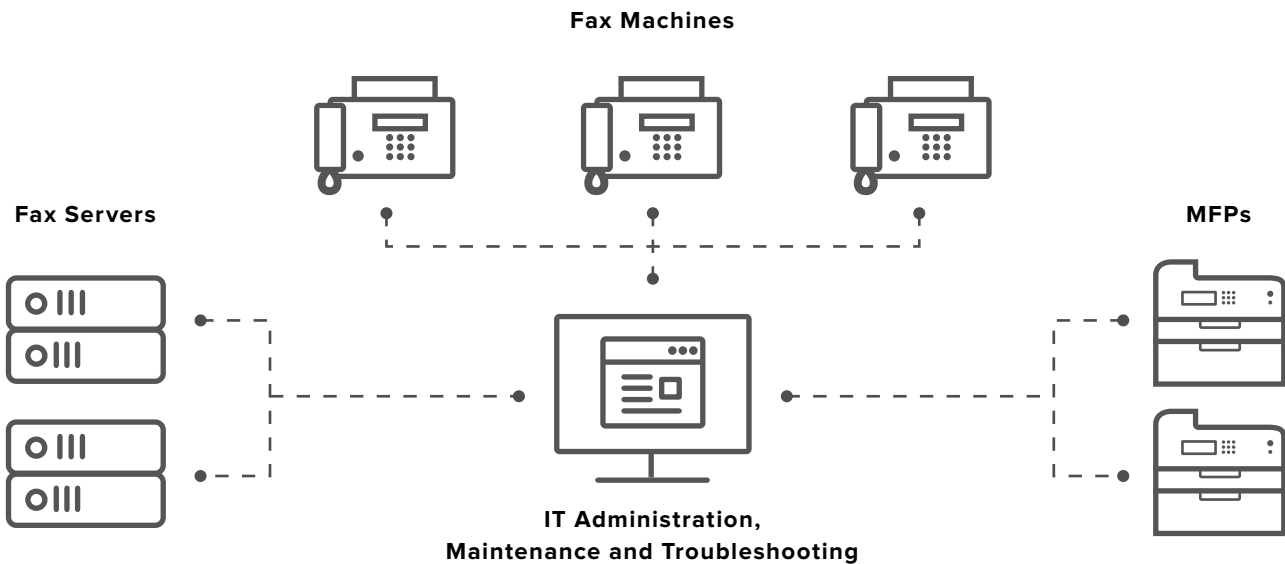 Fax Machines
Fax Servers
MFPs
IT Administration,
Maintenance and Troubleshooting